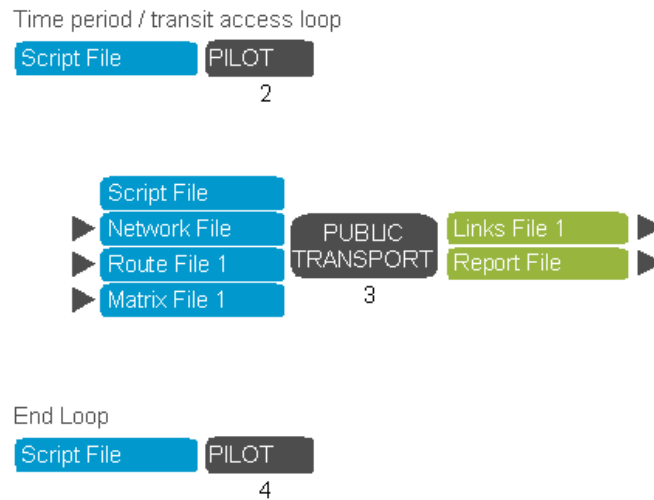 Time period / transit access loop
Script File PILOT
2
Script File
Network File PUBLIC Links File 1
Route File 1 TRANSPORT Report File
Matrix File 1 3
End Loop
Script File PILOT
4